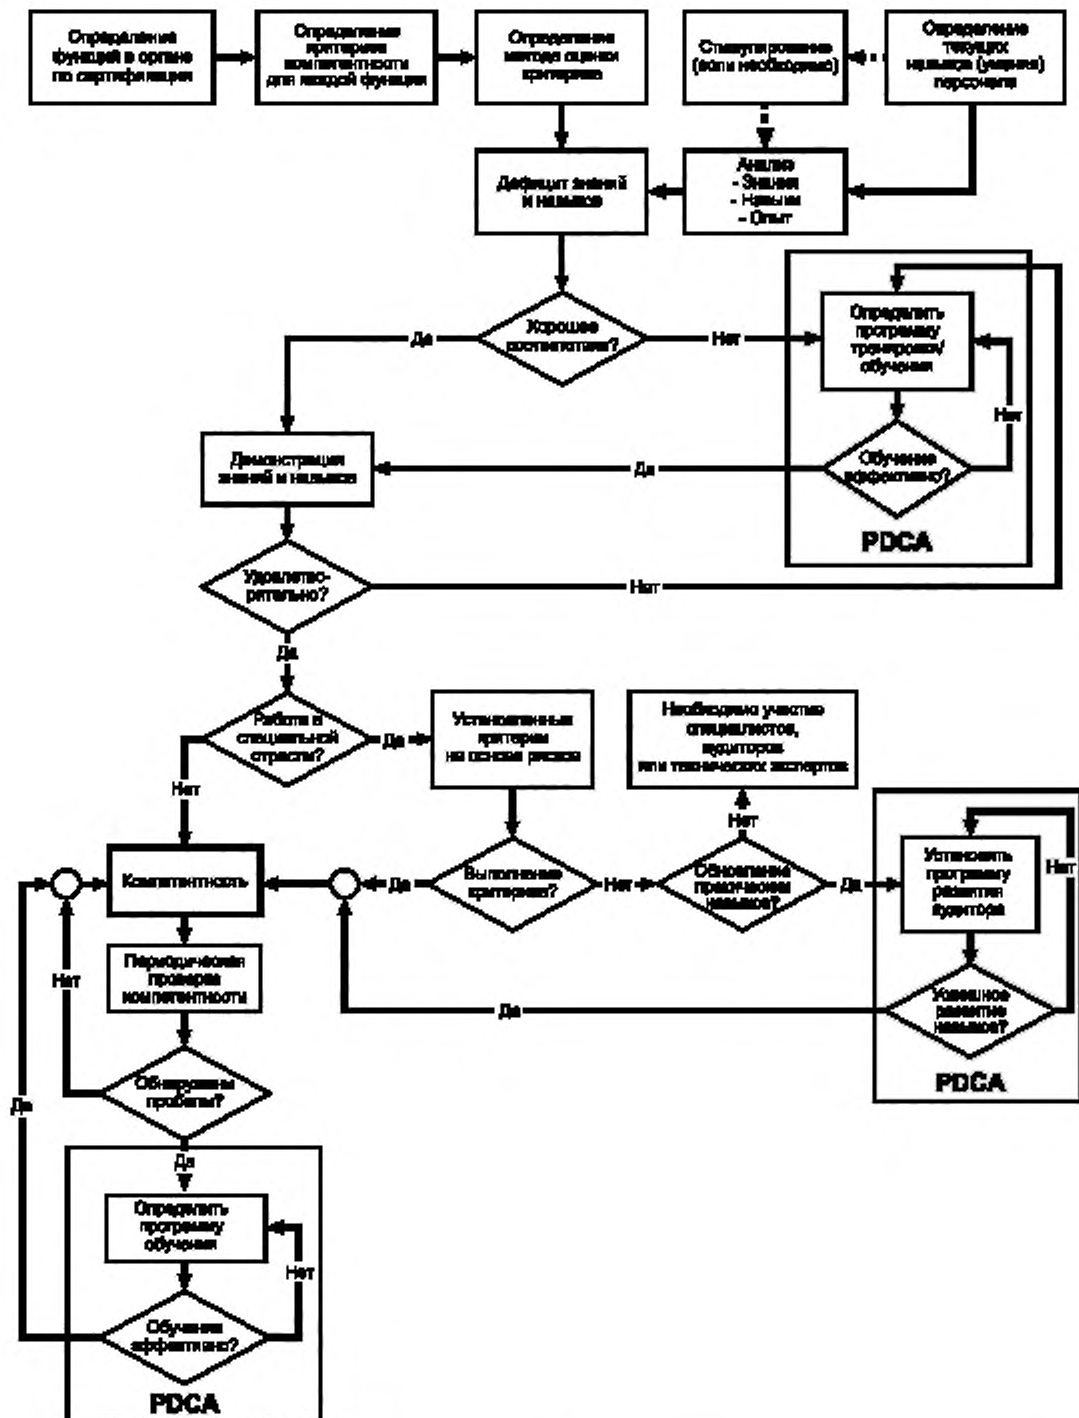 Определение
функций в органе
по сертификации
Определение
критериев
компетентности
для каждой функции
Определение
метода оценки
критериев
Стимулирование
(если необходимо)
Определение
текущих
навыков (умения)
персонала
Дефицит знаний
и навыков
Анализ
- Знания
- Навыки
- Опыт
Хорошее
Да
Нет
Определить
программу
тренировки/
обучения
Нет
Демонстрация
знаний и навыков
Да
Обучение
эффективно?
PDCA
Удовлетво-
рительно?
Нет
Да
Работа в
специальной
отрасли?
Да
Установленные
критерии
на основе рисков
Необходимо участие
специалистов,
аудиторов
или технических экспертов
Нет
Нет
Компетентность
Да
Выполнение
критериев?
Нет
Обновление
практических
навыков?
Да
Установить
программу
развития
аудитора
Нет
Периодическая
проверка
компетентности
Нет
Да
Успешное
развитие
навыков?
PDCA
Обнаружены
пробелы?
Да
Да
Определить
программу
обучения
Нет
Обучение
эффективно?
PDCA